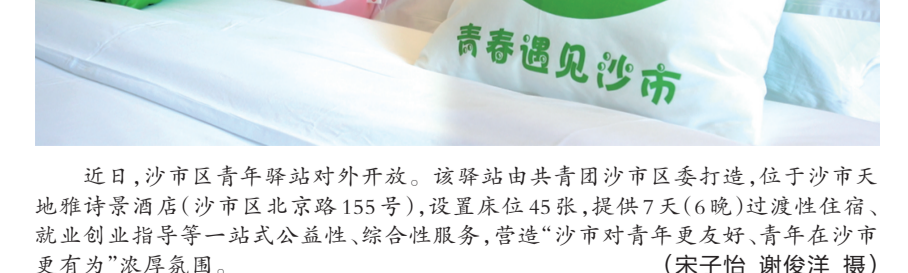 青春遇见沙市
近日,沙市区青年驿站对外开放。该驿站由共青团沙市区委打造,位于沙市天
地雅诗景酒店(沙市区北京路155号),设置床位45张,提供7天(6晚)过渡性住宿、
就业创业指导等一站式公益性、综合性服务,营造“沙市对青年更友好、青年在沙市
更有为”浓厚氛围。 (宋子怡 谢俊洋 摄)